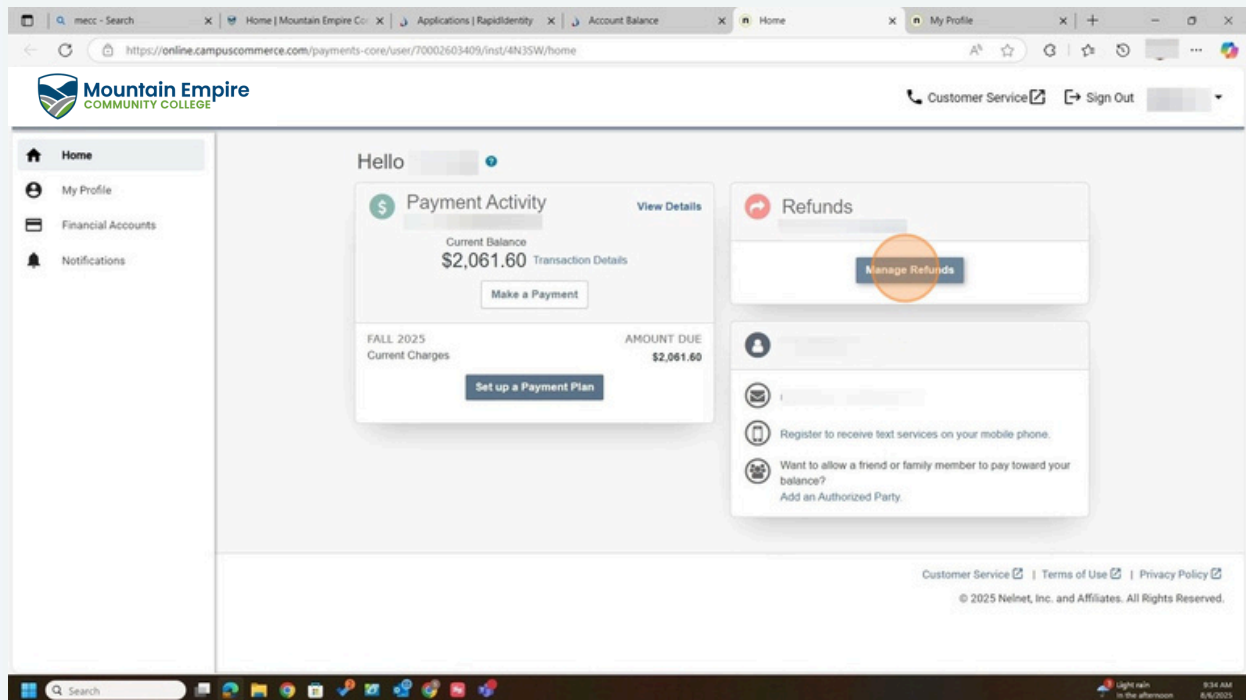 mecc - Search
Home | Mountain Empire Co
Applications | RapidIdentity
Account Balance
Home
My Profile
https://online.campuscommerce.com/payments-core/user/70002603409/inst/4N3SW/home
Mountain Empire
COMMUNITY COLLEGE
Customer Service
Sign Out
Home
My Profile
Financial Accounts
Notifications
Hello
Payment Activity
View Details
Current Balance
$2,061.60 Transaction Details
Make a Payment
FALL 2025 AMOUNT DUE
Current Charges $2,061.60
Set up a Payment Plan
Refunds
Manage Refunds
Register to receive text services on your mobile phone.
Want to allow a friend or family member to pay toward your
balance?
Add an Authorized Party.
Customer Service | Terms of Use | Privacy Policy
© 2025 Nelnet, Inc. and Affiliates. All Rights Reserved.
Search
Light rain
In the afternoon
9:34 AM
8/6/2025